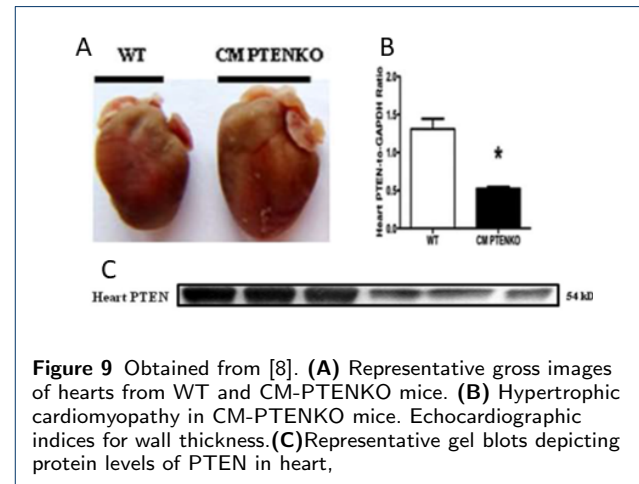 A
WT
CM PTENKO
B
Heart PTEN-to-GAPDH Ratio
2.0
1.5
1.0
0.5
0.0
*
WT
CM PTENKO
C
Heart PTEN
54 kD
Figure 9 Obtained from [8]. (A) Representative gross images
of hearts from WT and CM-PTENKO mice. (B) Hypertrophic
cardiomyopathy in CM-PTENKO mice. Echocardiographic
indices for wall thickness.(C)Representative gel blots depicting
protein levels of PTEN in heart,